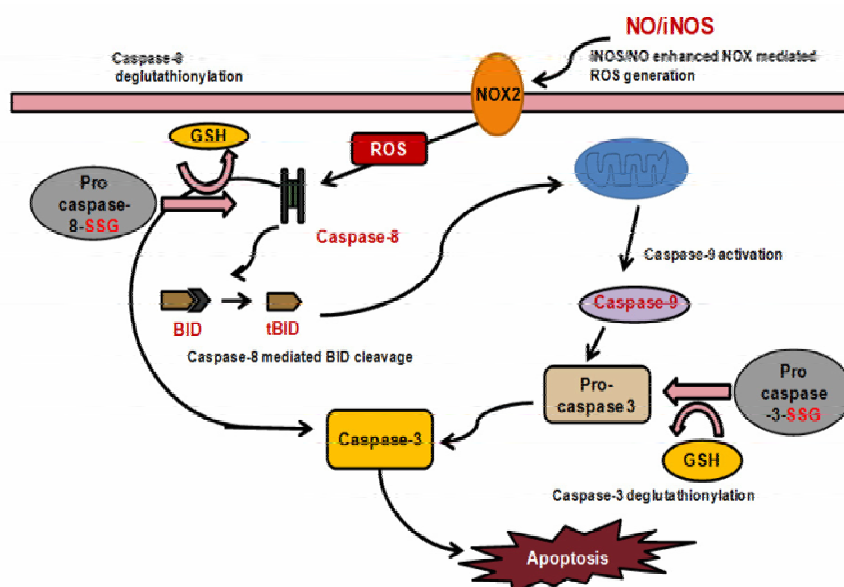 NO/iNOS
iNOS/NO enhanced NOX mediated
ROS generation
Caspase-8
deglutathionylation
NOX2
GSH
ROS
Pro
caspase-
8-SSG
Caspase-8
Caspase-9 activation
BID
tBID
Caspase-9
Caspase-8 mediated BID cleavage
Pro-
caspase 3
Pro
caspase
-3-SSG
Caspase-3
GSH
Caspase-3 deglutathionylation
Apoptosis